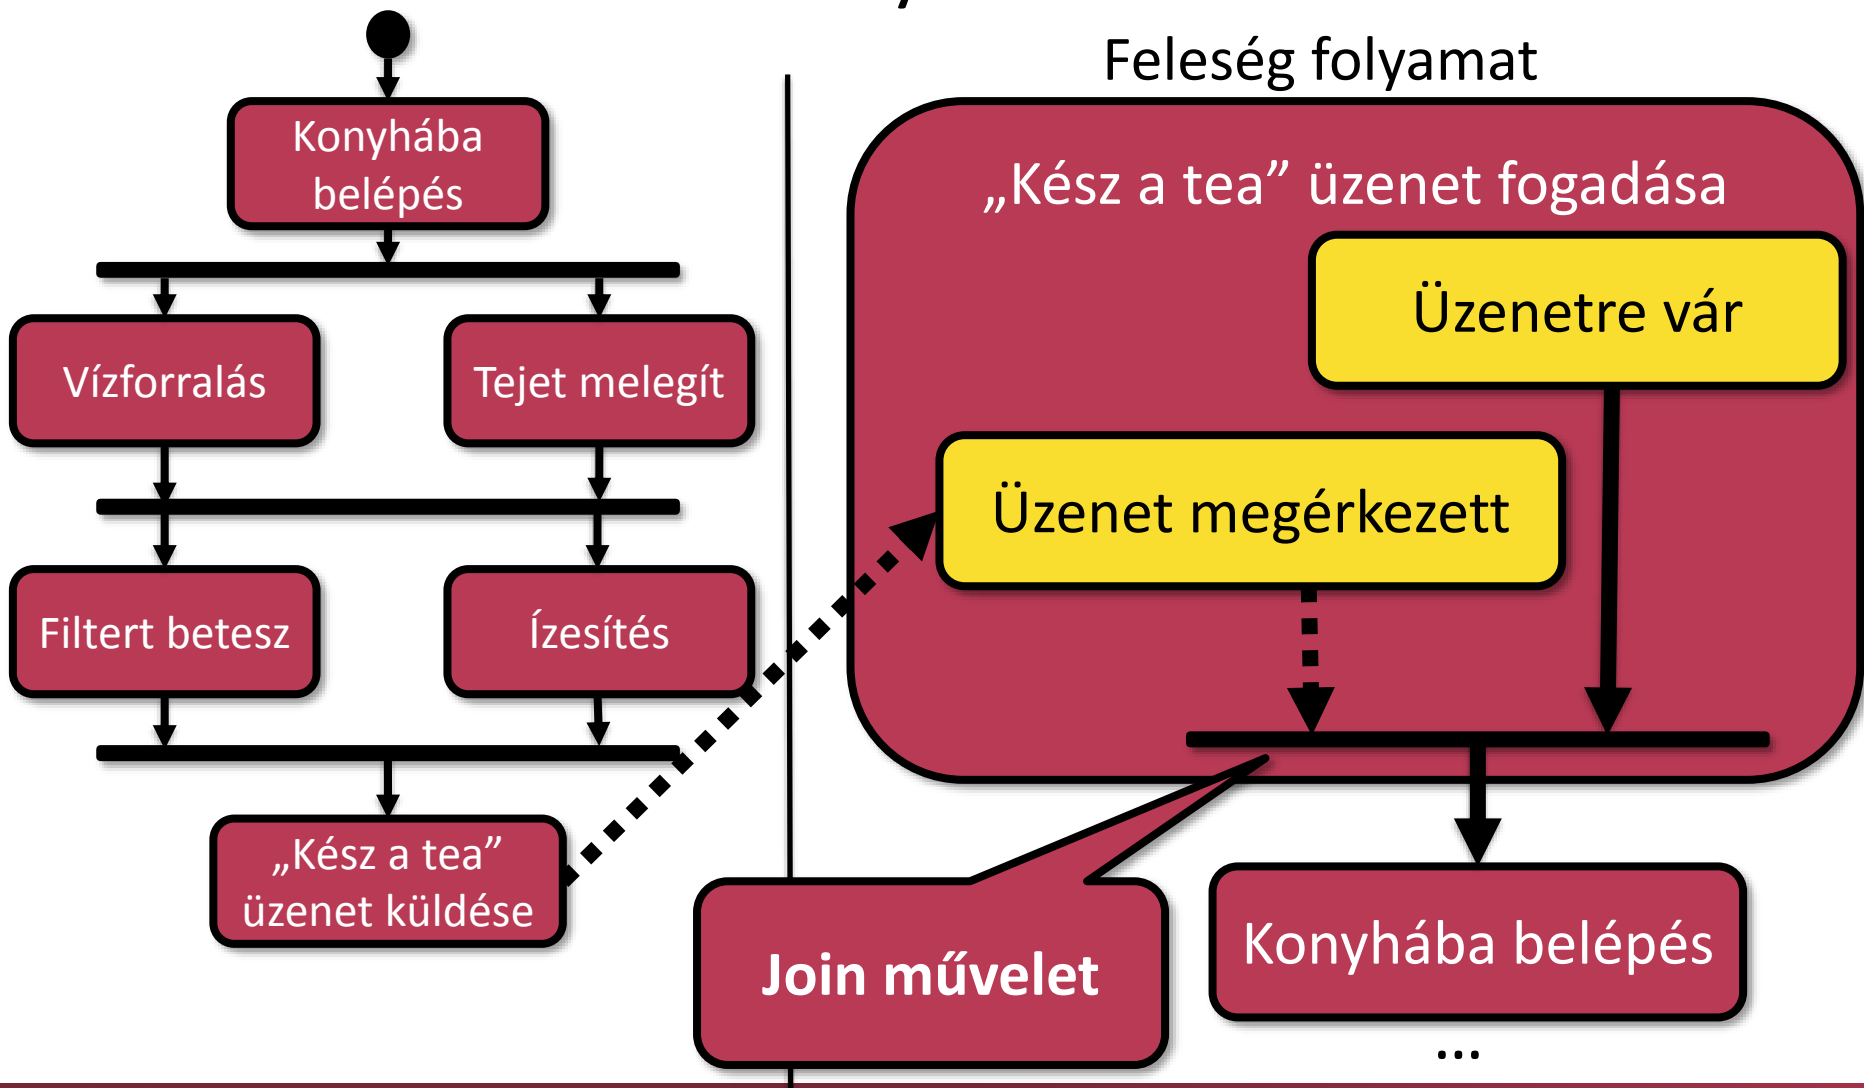 Feleség folyamat
Konyhába
belépés
Vízforralás
Tejet melegít
Filtert betesz
Ízesítés
„Kész a tea”
üzenet küldése
„Kész a tea” üzenet fogadása
Üzenetre vár
Üzenet megérkezett
Join művelet
Konyhába belépés
...